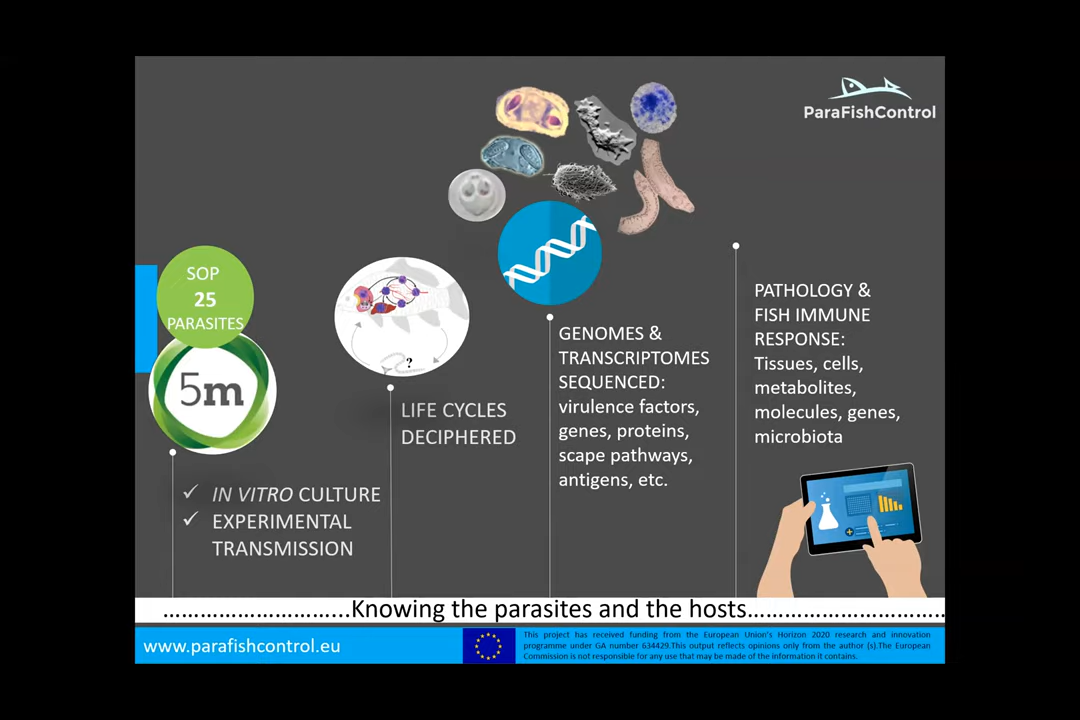 ParaFishControl
SOP
25
PARASITES
5m
✓ IN VITRO CULTURE
✓ EXPERIMENTAL
TRANSMISSION
?
LIFE CYCLES
DECIPHERED
GENOMES &
TRANSCRIPTOMES
SEQUENCED:
virulence factors,
genes, proteins,
scape pathways,
antigens, etc.
PATHOLOGY &
FISH IMMUNE
RESPONSE:
Tissues, cells,
metabolites,
molecules, genes,
microbiota
..............................Knowing the parasites and the hosts................................
www.parafishcontrol.eu
This project has received funding from the European Union's Horizon 2020 research and innovation
programme under GA number 634429.This output reflects opinions only from the author (s).The European
Commission is not responsible for any use that may be made of the information it contains.